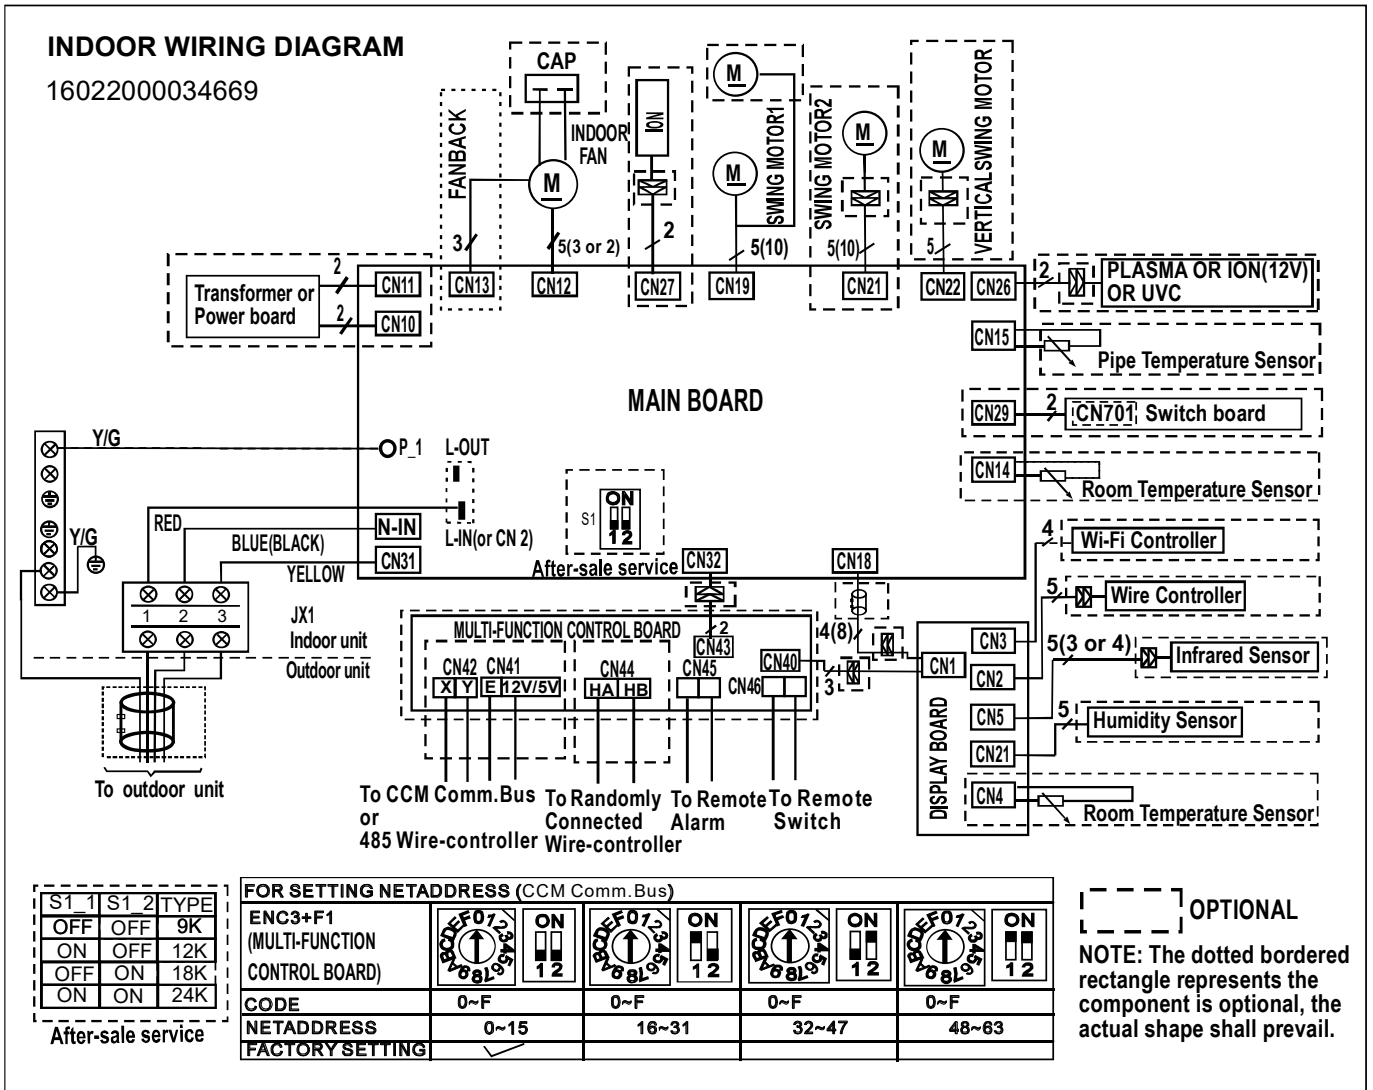 INDOOR WIRING DIAGRAM
16022000034669
CAP
INDOOR
FAN
M
FANBACK
3
5(3 or 2)
ION
2
M
M
SWING MOTOR1
5(10)
SWING MOTOR2
M
5(10)
VERTICAL SWING MOTOR
M
5
Transformer or
Power board
2
2
CN11
CN10
CN13
CN12
CN27
CN19
CN21
CN22
CN26
2
PLASMA OR ION(12V)
OR UVC
CN15
Pipe Temperature Sensor
MAIN BOARD
CN29
2
CN701
Switch board
CN14
Room Temperature Sensor
Y/G
P_1
L-OUT
L-IN(or CN 2)
RED
N-IN
BLUE(BLACK)
CN31
YELLOW
Y/G
S1
ON
1 2
After-sale service
CN32
CN18
4
Wi-Fi Controller
5
Wire Controller
5(3 or 4)
Infrared Sensor
5
Humidity Sensor
1 2 3
JX1
Indoor unit
Outdoor unit
To outdoor unit
MULTI-FUNCTION CONTROL BOARD
2
CN43
4(8)
3
CN42
X Y
CN41
E 12V/5V
CN44
HA HB
CN45
CN46
CN40
CN1
CN3
CN2
CN5
CN21
CN4
DISPLAY BOARD
Room Temperature Sensor
To CCM Comm.Bus
or
485 Wire-controller
To Randomly
Connected
Wire-controller
To Remote
Alarm
To Remote
Switch
S1_1 S1_2 TYPE
OFF OFF 9K
ON OFF 12K
OFF ON 18K
ON ON 24K
After-sale service
FOR SETTING NETADDRESS (CCM Comm.Bus)
ENC3+F1
(MULTI-FUNCTION
CONTROL BOARD)
0123456789ABCDEF
ON
1 2
0123456789ABCDEF
ON
1 2
0123456789ABCDEF
ON
1 2
0123456789ABCDEF
ON
1 2
CODE 0~F 0~F 0~F 0~F
NETADDRESS 0~15 16~31 32~47 48~63
FACTORY SETTING
OPTIONAL
NOTE: The dotted bordered
rectangle represents the
component is optional, the
actual shape shall prevail.